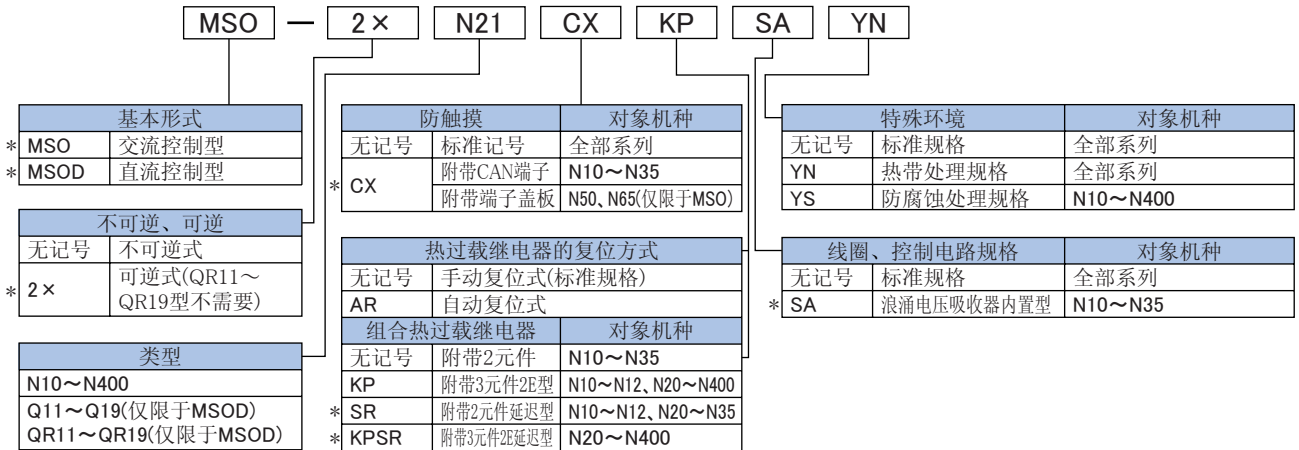 MSO — 2× N21 CX KP SA YN
基本形式
* MSO 交流控制型
* MSOD 直流控制型
不可逆、可逆
无记号 不可逆式
* 2× 可逆式(QR11～
QR19型不需要)
类型
N10～N400
Q11～Q19(仅限于MSOD)
QR11～QR19(仅限于MSOD)
防触摸 对象机种
无记号 标准记号 全部系列
* CX 附带CAN端子 N10～N35
附带端子盖板 N50、N65(仅限于MSO)
热过载继电器的复位方式
无记号 手动复位式(标准规格)
AR 自动复位式
组合热过载继电器 对象机种
无记号 附带2元件 N10～N35
KP 附带3元件2E型 N10～N12、N20～N400
* SR 附带2元件延迟型 N10～N12、N20～N35
* KPSR 附带3元件2E延迟型 N20～N400
特殊环境 对象机种
无记号 标准规格 全部系列
YN 热带处理规格 全部系列
YS 防腐蚀处理规格 N10～N400
线圈、控制电路规格 对象机种
无记号 标准规格 全部系列
* SA 浪涌电压吸收器内置型 N10～N35